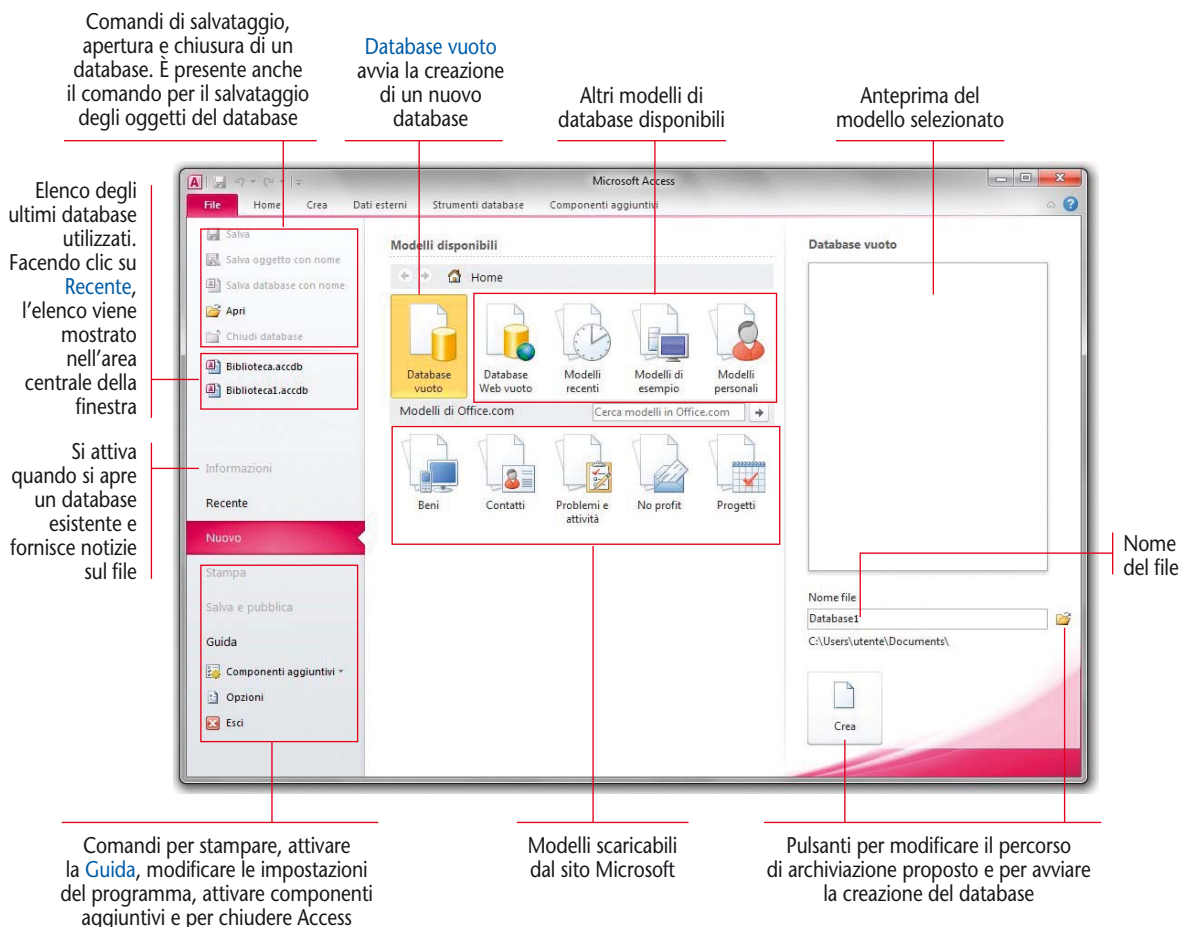 Comandi di salvataggio,
apertura e chiusura di un
database. È presente anche
il comando per il salvataggio
degli oggetti del database
Database vuoto
avvia la creazione
di un nuovo
database
Altri modelli di
database disponibili
Anteprima del
modello selezionato
Elenco degli
ultimi database
utilizzati.
Facendo clic su
Recente,
l'elenco viene
mostrato
nell'area
centrale della
finestra
Si attiva
quando si apre
un database
esistente e
fornisce notizie
sul file
Microsoft Access
File Home Crea Dati esterni Strumenti database Componenti aggiuntivi
Salva
Salva oggetto con nome
Salva database con nome
Apri
Chiudi database
Biblioteca.accdb
Biblioteca1.accdb
Informazioni
Recente
Nuovo
Stampa
Salva e pubblica
Guida
Componenti aggiuntivi
Opzioni
Esci
Modelli disponibili
Home
Database
vuoto
Database
Web vuoto
Modelli
recenti
Modelli di
esempio
Modelli
personali
Modelli di Office.com
Cerca modelli in Office.com
Beni
Contatti
Problemi e
attività
No profit
Progetti
Database vuoto
Nome file
Database1
C:\Users\utente\Documents\
Crea
Nome
del file
Comandi per stampare, attivare
la Guida, modificare le impostazioni
del programma, attivare componenti
aggiuntivi e per chiudere Access
Modelli scaricabili
dal sito Microsoft
Pulsanti per modificare il percorso
di archiviazione proposto e per avviare
la creazione del database